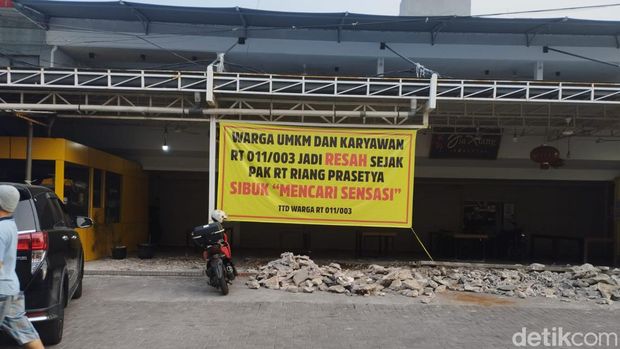 WARGA UMKM DAN KARYAWAN
RT 011/003 JADI RESAH SEJAK
PAK RT RIANG PRASETYA
SIBUK “MENCARI SENSASI”
TTD WARGA RT 011/003
detikcom